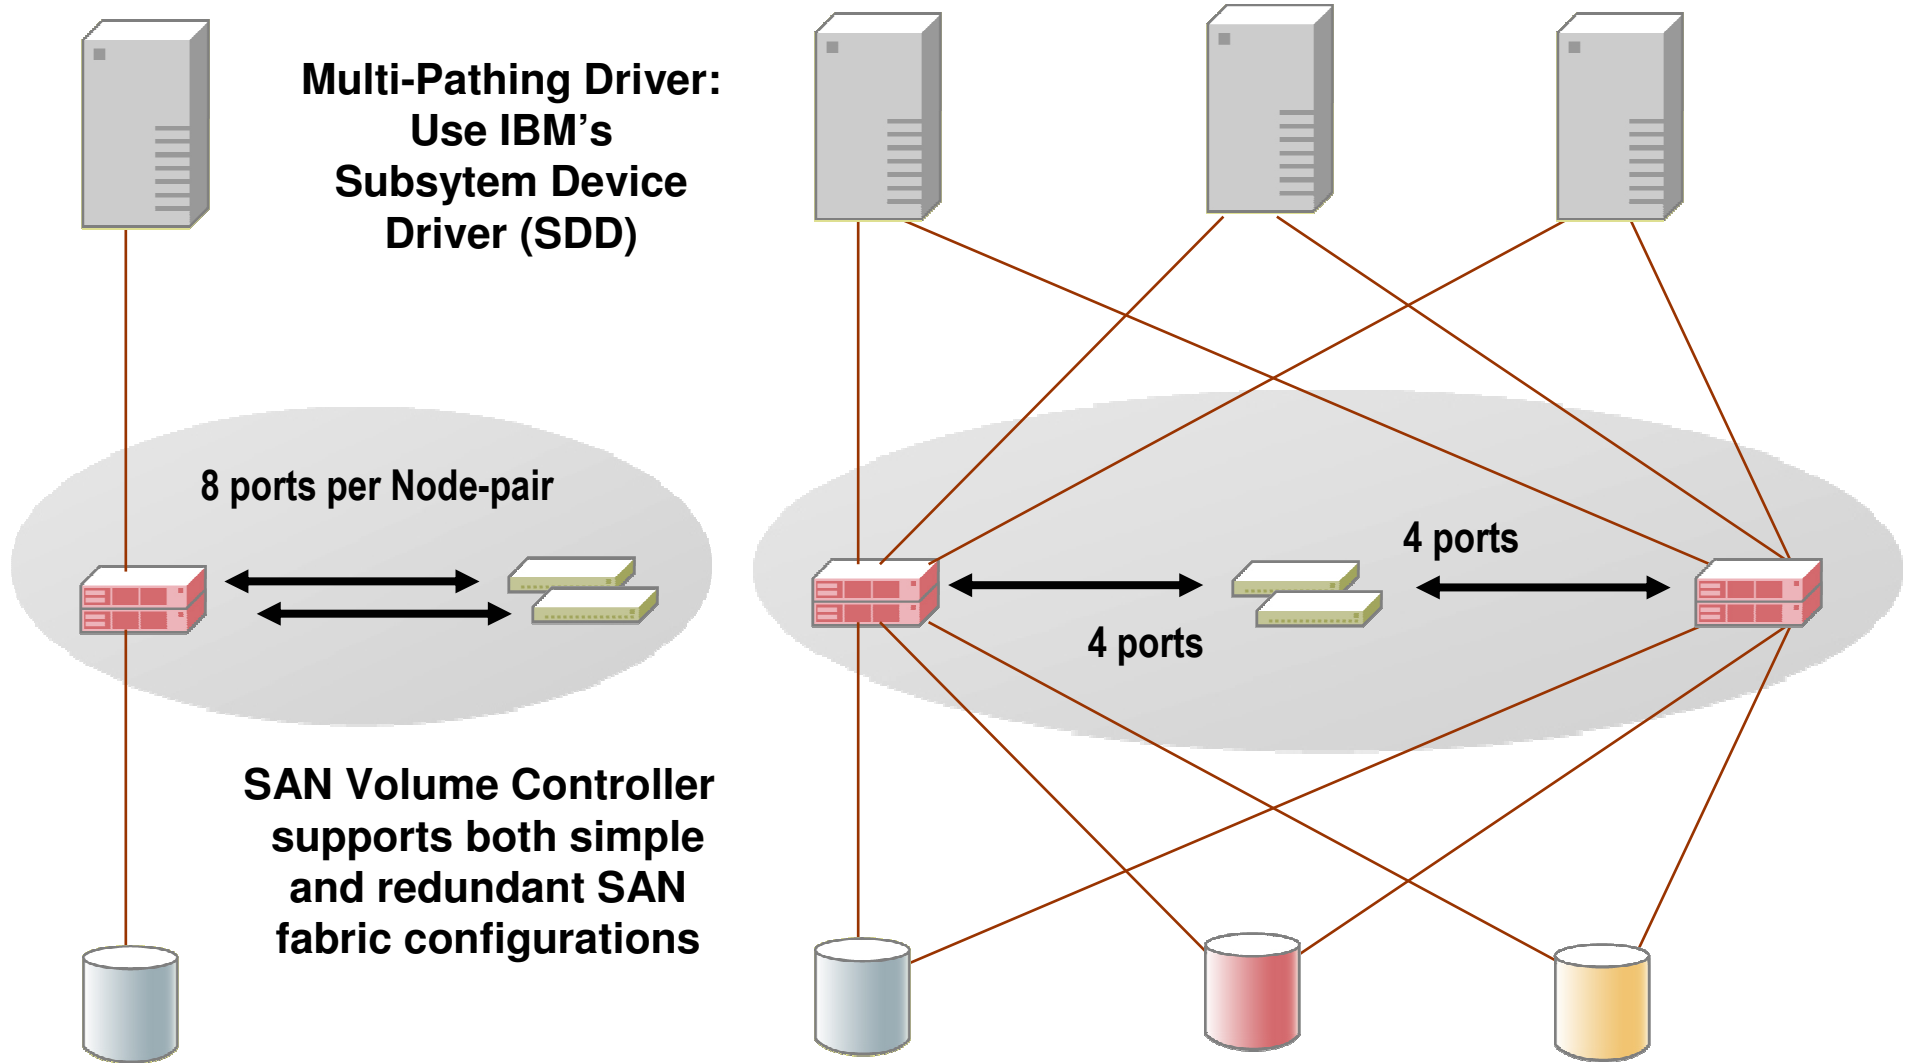 Multi-Pathing Driver:
Use IBM’s
Subsytem Device
Driver (SDD)
8 ports per Node-pair
4 ports
4 ports
SAN Volume Controller
supports both simple
and redundant SAN
fabric configurations